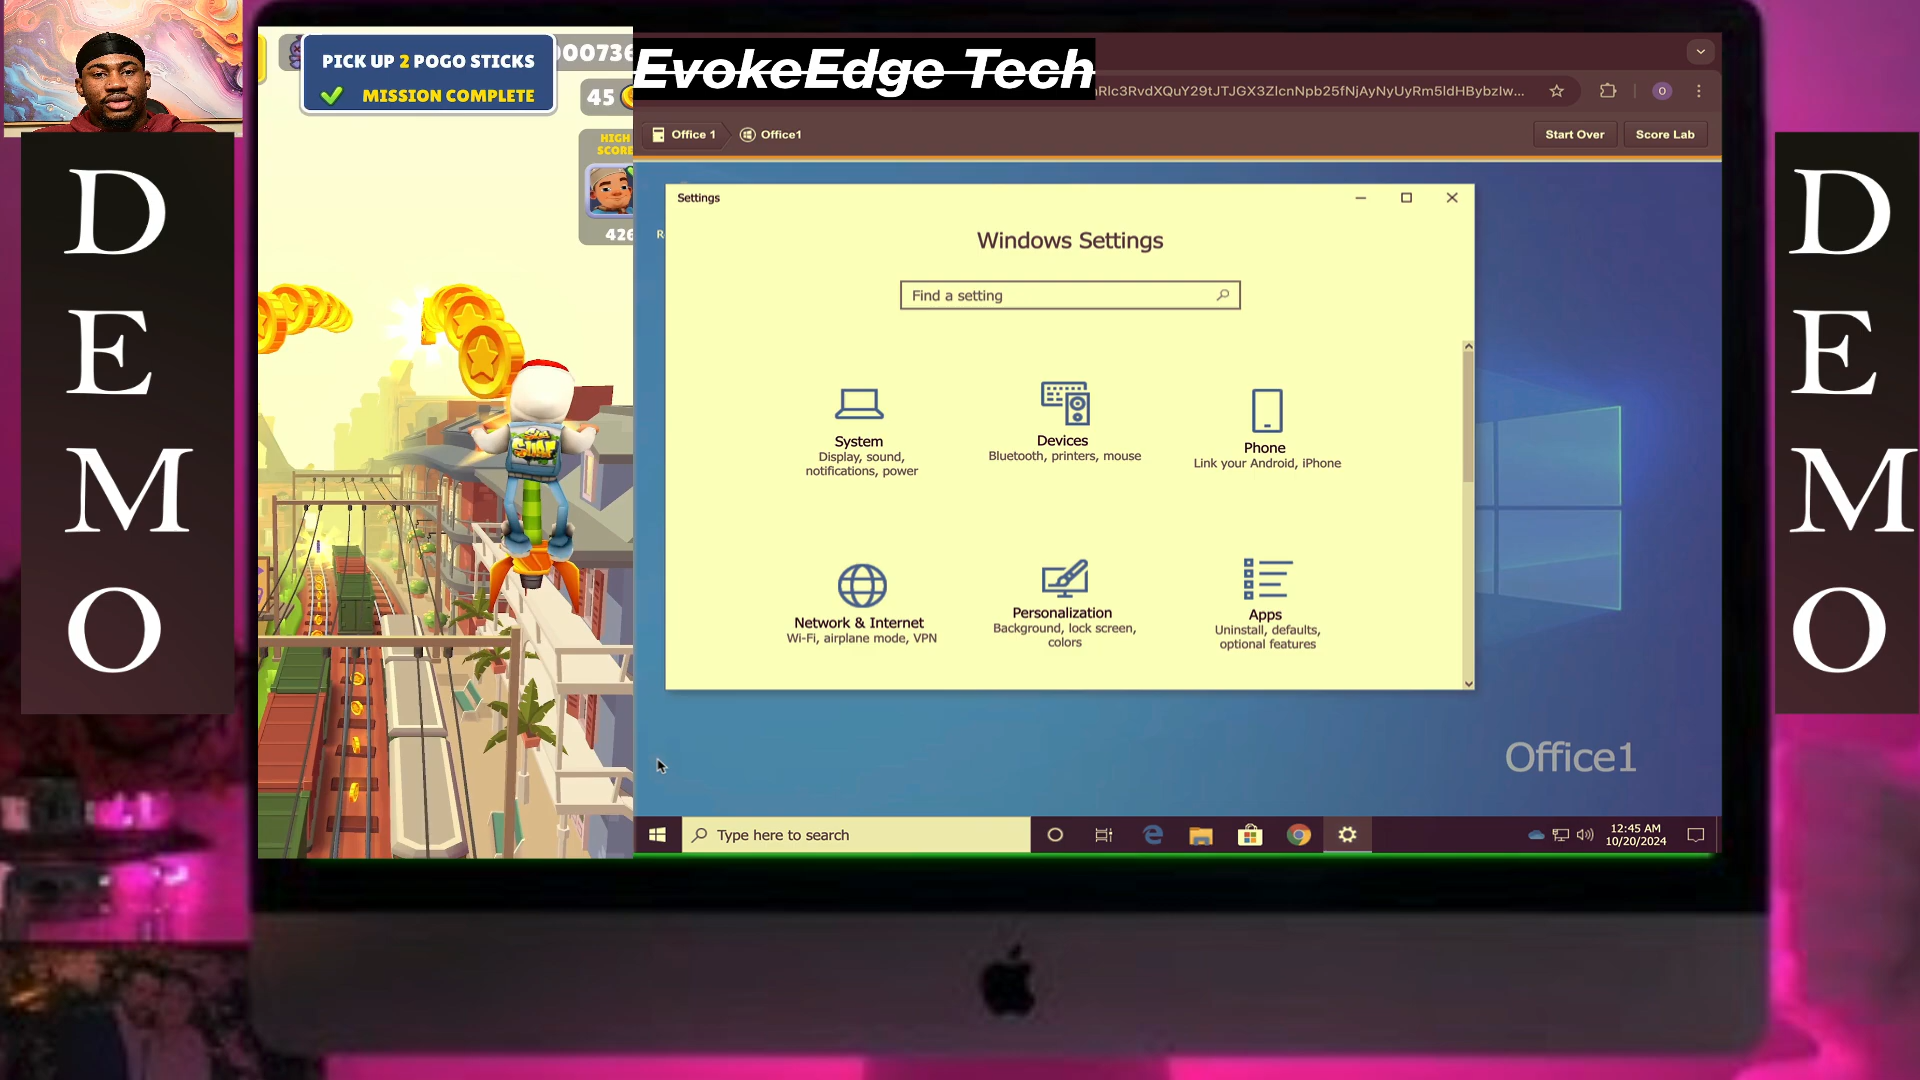 PICK UP 2 POGO STICKS
MISSION COMPLETE
000736
45
HIGH
SCORE
426
EvokeEdge Tech
Office 1
Office1
Start Over
Score Lab
Settings
Windows Settings
Find a setting
System
Display, sound,
notifications, power
Devices
Bluetooth, printers, mouse
Phone
Link your Android, iPhone
Network & Internet
Wi-Fi, airplane mode, VPN
Personalization
Background, lock screen,
colors
Apps
Uninstall, defaults,
optional features
Office1
Type here to search
12:45 AM
10/20/2024
DEMO
DEMO